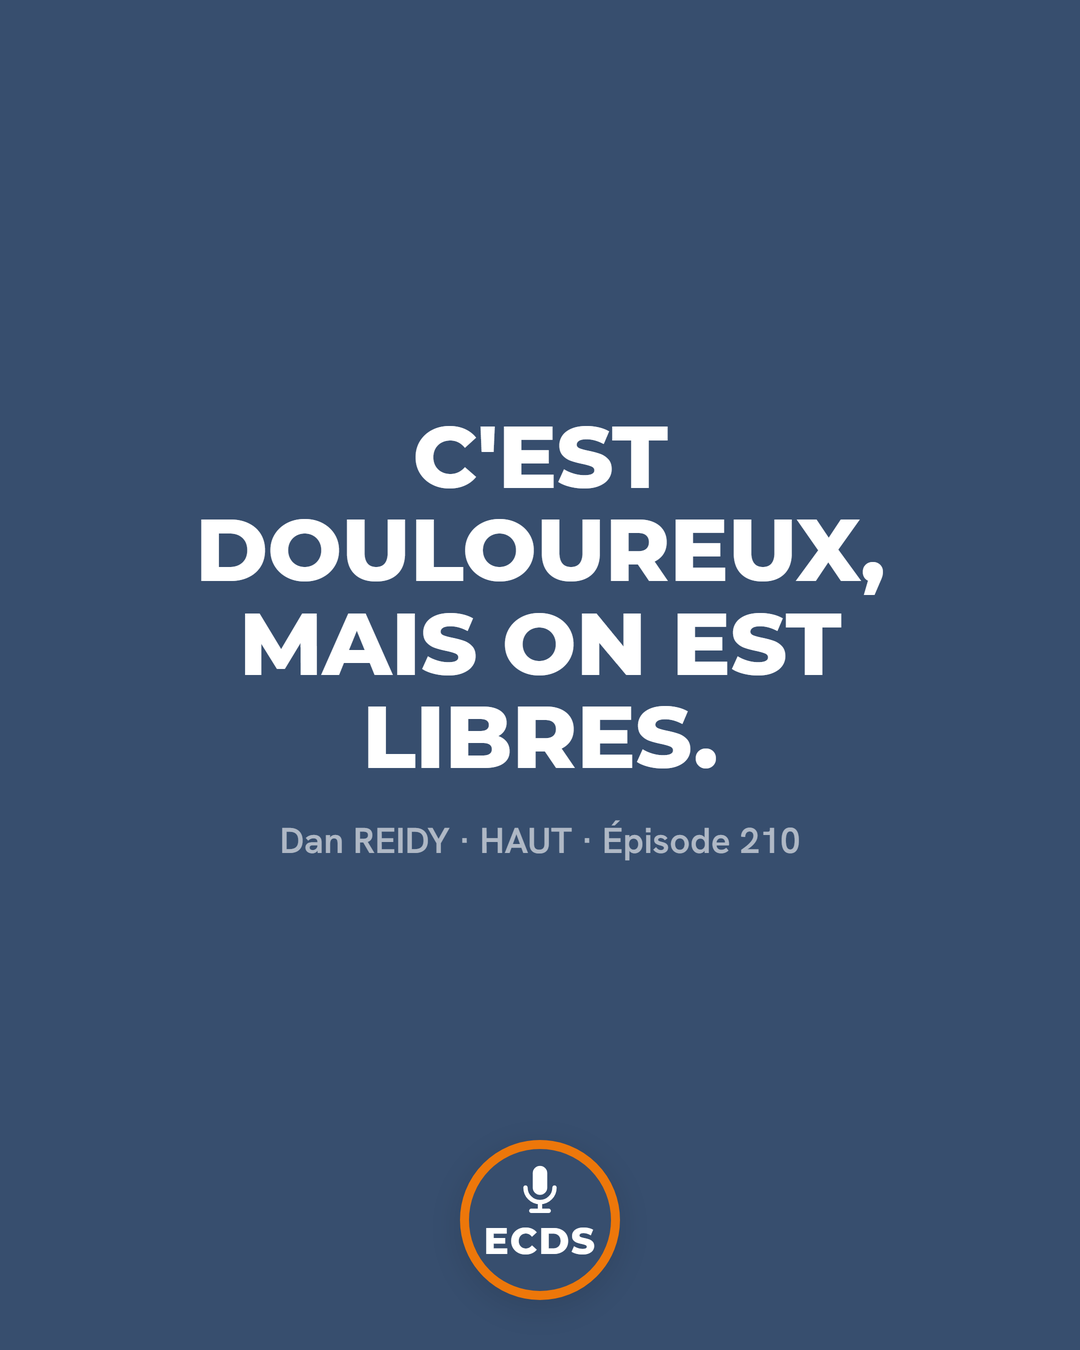 C'EST
DOULOUREUX,
MAIS ON EST
LIBRES.
Dan REIDY · HAUT · Épisode 210
ECDS